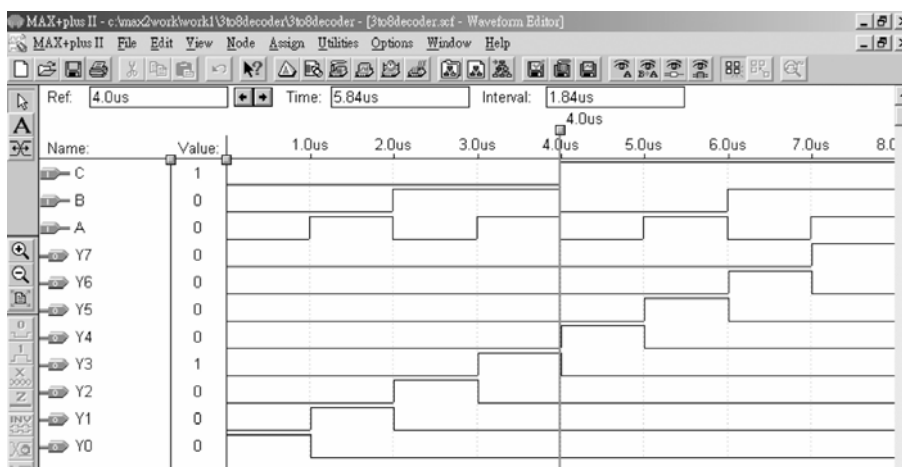 MAX+plus II - c:\max2work\work1\3to8decoder\3to8decoder - [3to8decoder.scf - Waveform Editor]
MAX+plus II File Edit View Node Assign Utilities Options Window Help
Ref: 4.0us Time: 5.84us Interval: 1.84us
4.0us
Name: Value: 1.0us 2.0us 3.0us 4.0us 5.0us 6.0us 7.0us 8.0
C 1
B 0
A 0
Y7 0
Y6 0
Y5 0
Y4 0
Y3 1
Y2 0
Y1 0
Y0 0